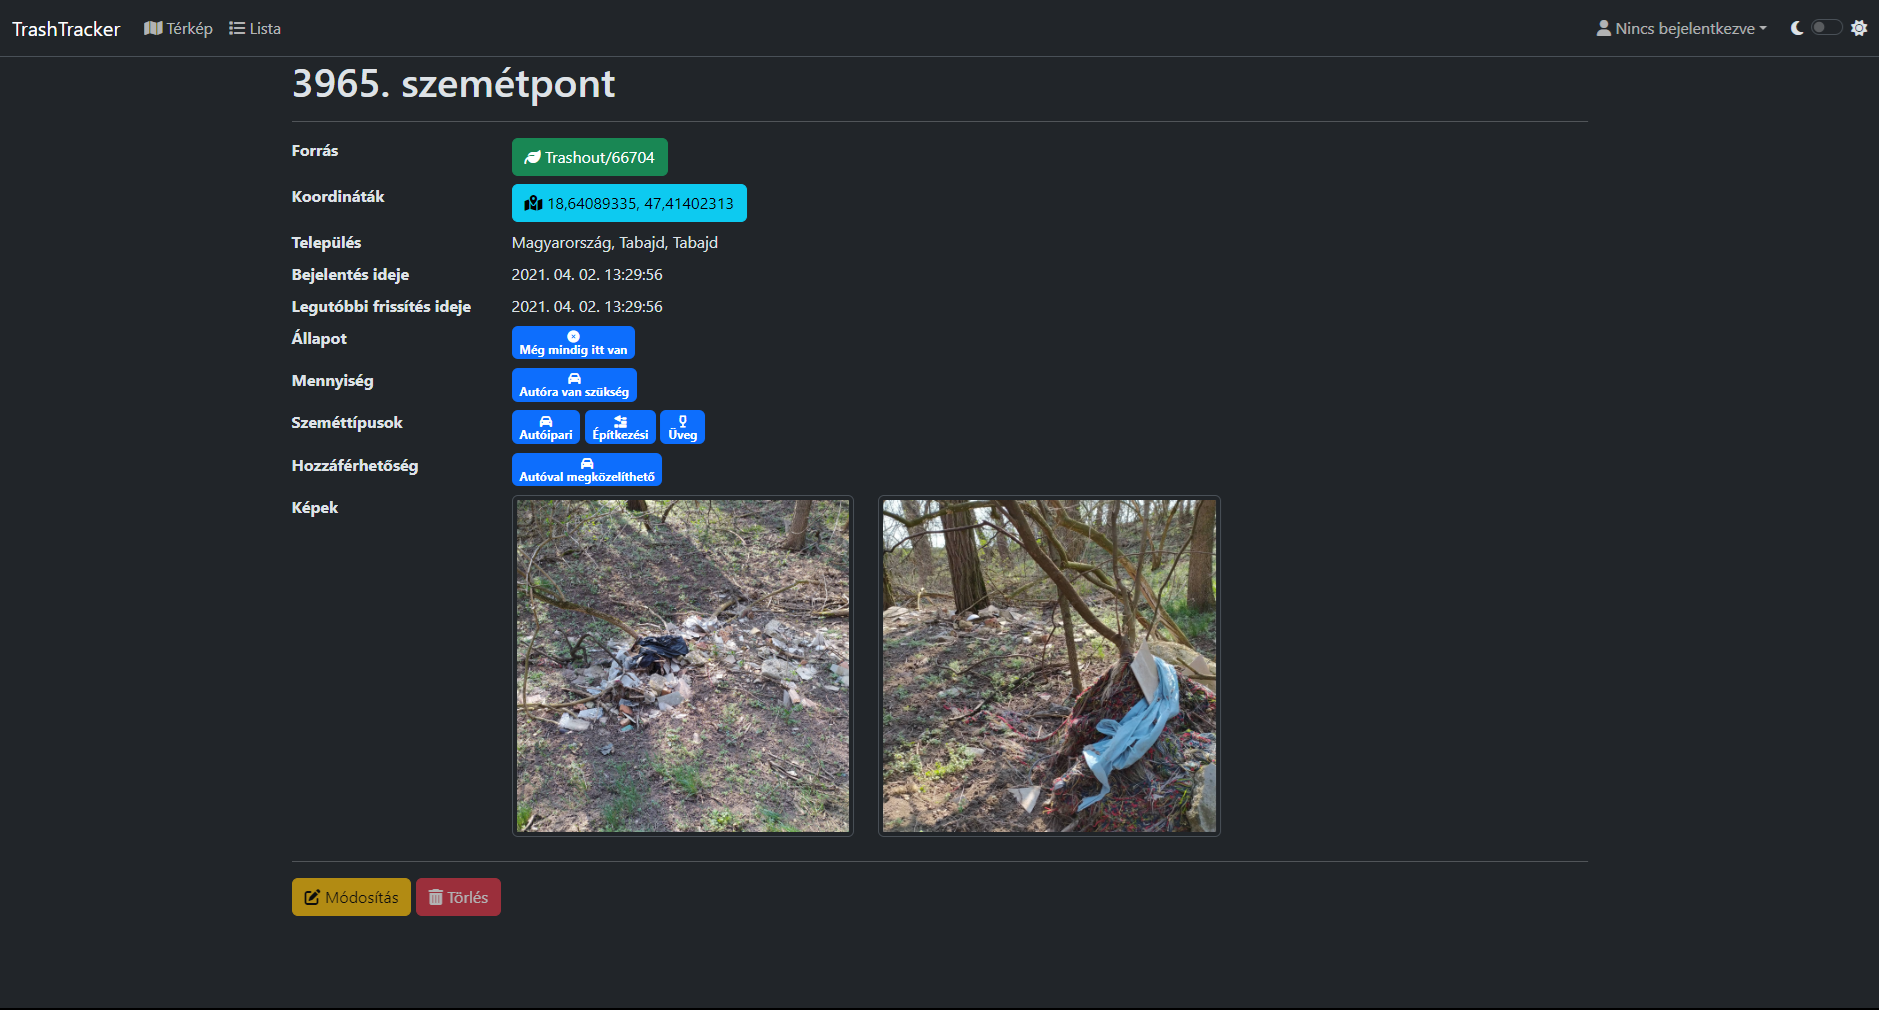 TrashTracker Térkép Lista Nincs bejelentkezve
3965. szemétpont
Forrás Trashout/66704
Koordináták 18,64089335, 47,41402313
Település Magyarország, Tabajd, Tabajd
Bejelentés ideje 2021. 04. 02. 13:29:56
Legutóbbi frissítés ideje 2021. 04. 02. 13:29:56
Állapot Még mindig itt van
Mennyiség Autóra van szükség
Szeméttípusok Autóipari Építkezési Üveg
Hozzáférhetőség Autóval megközelíthető
Képek
Módosítás Törlés